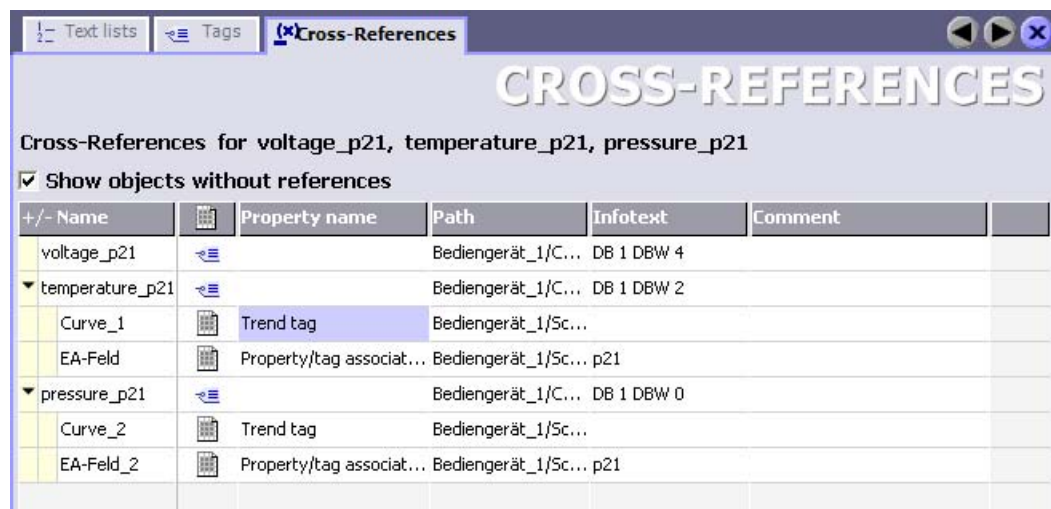 Text lists Tags Cross-References
CROSS-REFERENCES
Cross-References for voltage_p21, temperature_p21, pressure_p21
Show objects without references
+/- Name Property name Path Infotext Comment
voltage_p21 Bediengerät_1/C... DB 1 DBW 4
temperature_p21 Bediengerät_1/C... DB 1 DBW 2
Curve_1 Trend tag Bediengerät_1/Sc...
EA-Feld Property/tag associat... Bediengerät_1/Sc... p21
pressure_p21 Bediengerät_1/C... DB 1 DBW 0
Curve_2 Trend tag Bediengerät_1/Sc...
EA-Feld_2 Property/tag associat... Bediengerät_1/Sc... p21